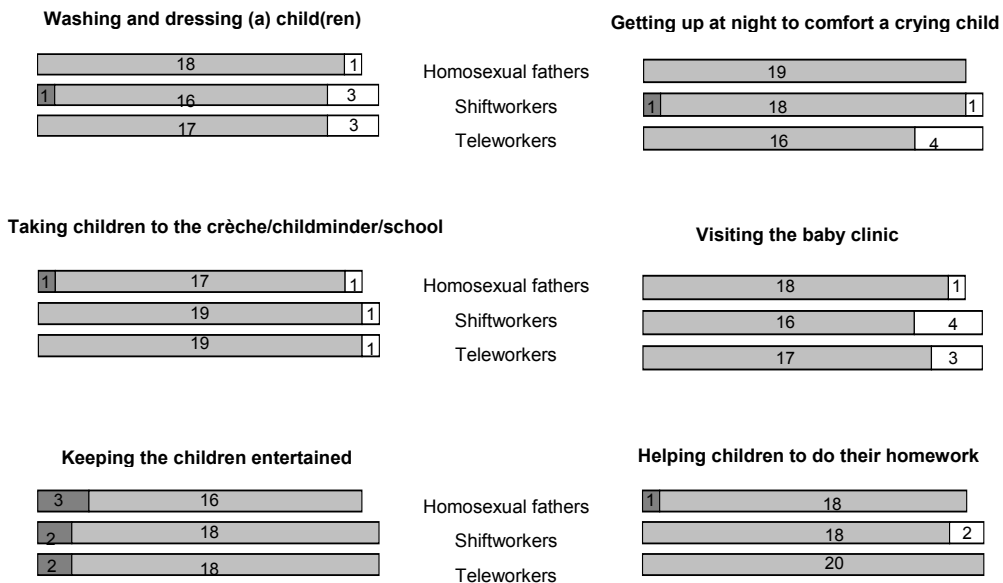 Washing and dressing (a) child(ren)
18 1
1 16 3
17 3
Homosexual fathers
Shiftworkers
Teleworkers
Getting up at night to comfort a crying child
19
1 18 1
16 4
Taking children to the crèche/childminder/school
1 17 1
19 1
19 1
Homosexual fathers
Shiftworkers
Teleworkers
Visiting the baby clinic
18 1
16 4
17 3
Keeping the children entertained
3 16
2 18
2 18
Homosexual fathers
Shiftworkers
Teleworkers
Helping children to do their homework
1 18
18 2
20